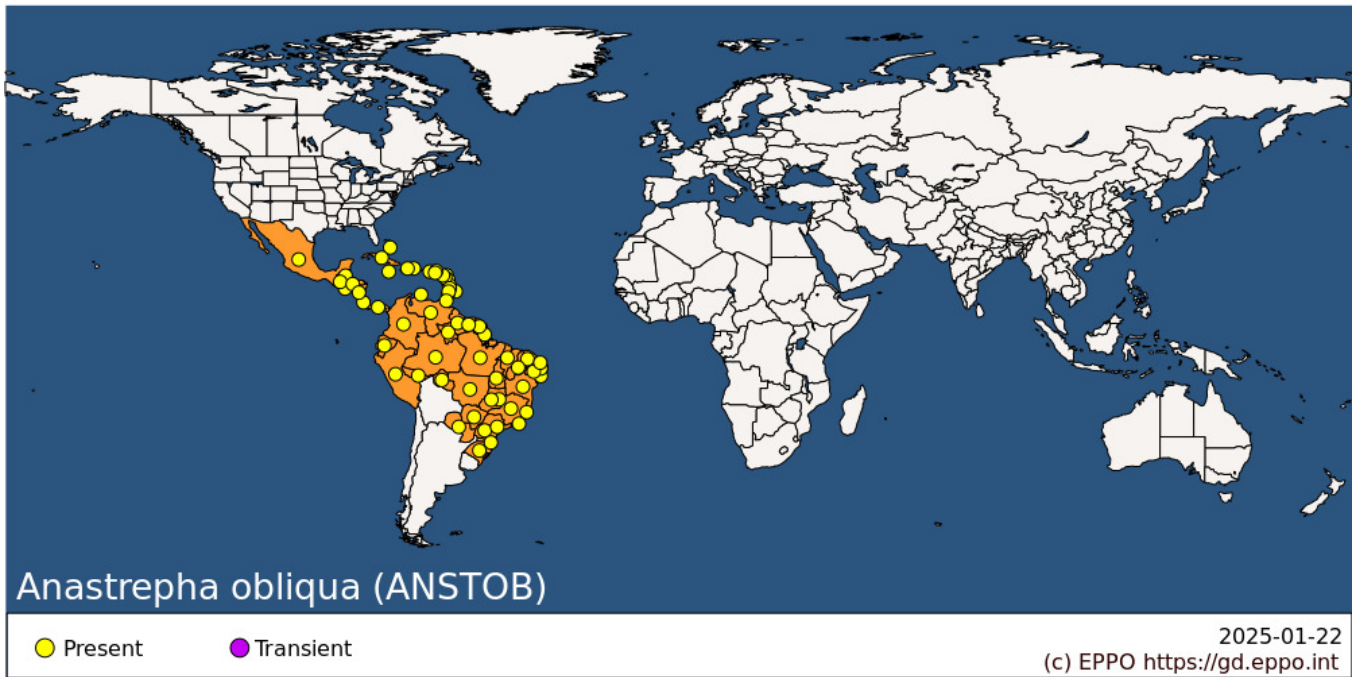 Anastrepha obliqua (ANSTOB)
Present
Transient
2025-01-22
(c) EPPO https://gd.eppo.int